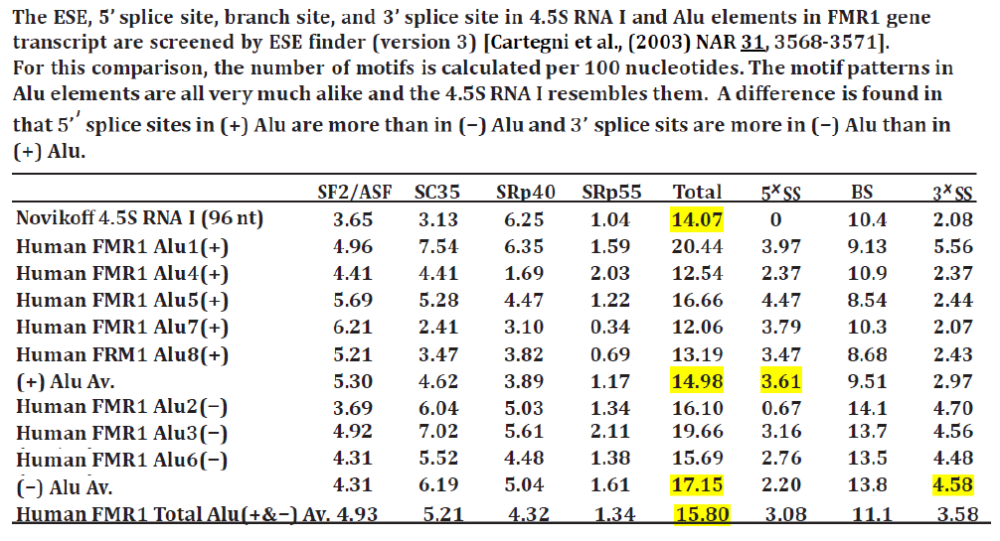 The ESE, 5’ splice site, branch site, and 3’ splice site in 4.5S RNA I and Alu elements in FMR1 gene
transcript are screened by ESE finder (version 3) [Cartegni et al., (2003) NAR 31, 3568-3571].
For this comparison, the number of motifs is calculated per 100 nucleotides. The motif patterns in
Alu elements are all very much alike and the 4.5S RNA I resembles them. A difference is found in
that 5’′ splice sites in (+) Alu are more than in (−) Alu and 3’ splice sits are more in (−) Alu than in
(+) Alu.
SF2/ASF SC35 SRp40 SRp55 Total 5ˣSS BS 3ˣSS
Novikoff 4.5S RNA I (96 nt) 3.65 3.13 6.25 1.04 14.07 0 10.4 2.08
Human FMR1 Alu1(+) 4.96 7.54 6.35 1.59 20.44 3.97 9.13 5.56
Human FMR1 Alu4(+) 4.41 4.41 1.69 2.03 12.54 2.37 10.9 2.37
Human FMR1 Alu5(+) 5.69 5.28 4.47 1.22 16.66 4.47 8.54 2.44
Human FMR1 Alu7(+) 6.21 2.41 3.10 0.34 12.06 3.79 10.3 2.07
Human FRM1 Alu8(+) 5.21 3.47 3.82 0.69 13.19 3.47 8.68 2.43
(+) Alu Av. 5.30 4.62 3.89 1.17 14.98 3.61 9.51 2.97
Human FMR1 Alu2(−) 3.69 6.04 5.03 1.34 16.10 0.67 14.1 4.70
Human FMR1 Alu3(−) 4.92 7.02 5.61 2.11 19.66 3.16 13.7 4.56
Human FMR1 Alu6(−) 4.31 5.52 4.48 1.38 15.69 2.76 13.5 4.48
(−) Alu Av. 4.31 6.19 5.04 1.61 17.15 2.20 13.8 4.58
Human FMR1 Total Alu(+&−) Av. 4.93 5.21 4.32 1.34 15.80 3.08 11.1 3.58